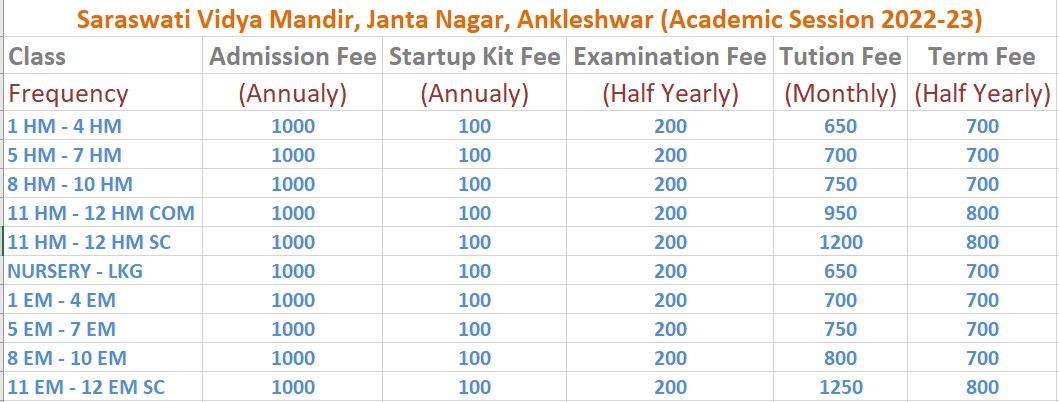 Saraswati Vidya Mandir, Janta Nagar, Ankleshwar (Academic Session 2022-23)
Class Admission Fee Startup Kit Fee Examination Fee Tution Fee Term Fee
Frequency (Annualy) (Annualy) (Half Yearly) (Monthly) (Half Yearly)
1 HM - 4 HM 1000 100 200 650 700
5 HM - 7 HM 1000 100 200 700 700
8 HM - 10 HM 1000 100 200 750 700
11 HM - 12 HM COM 1000 100 200 950 800
11 HM - 12 HM SC 1000 100 200 1200 800
NURSERY - LKG 1000 100 200 650 700
1 EM - 4 EM 1000 100 200 700 700
5 EM - 7 EM 1000 100 200 750 700
8 EM - 10 EM 1000 100 200 800 700
11 EM - 12 EM SC 1000 100 200 1250 800